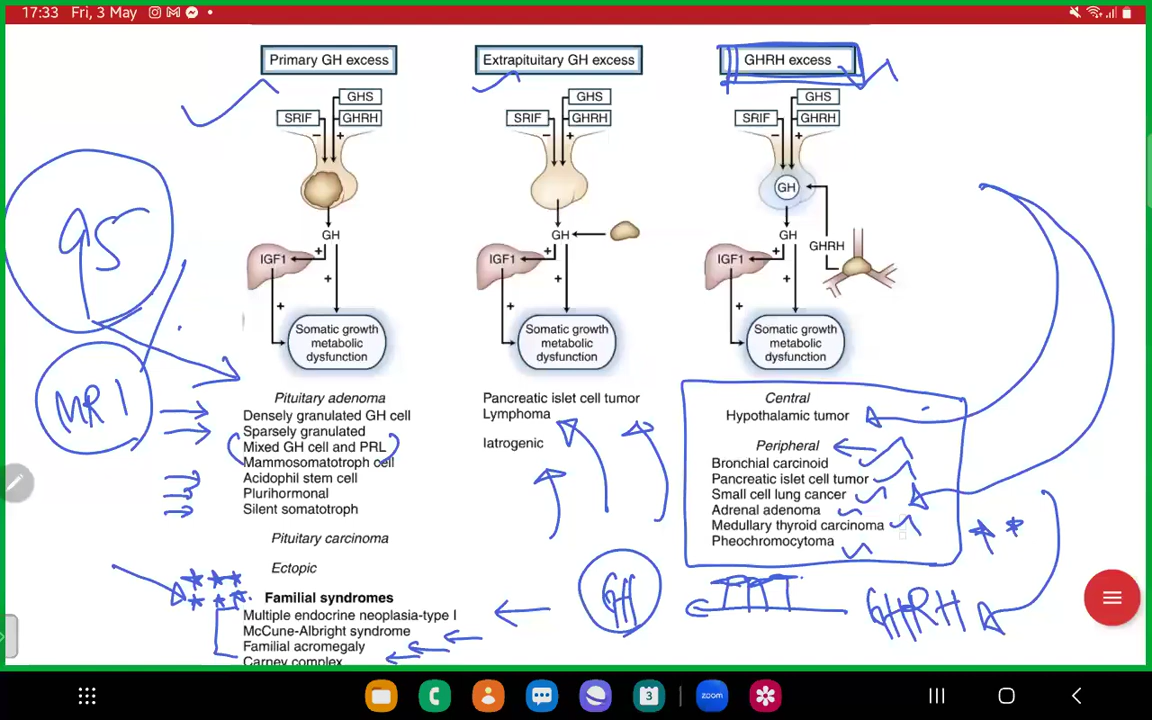 17:33 Fri, 3 May
Primary GH excess
GHS
SRIF
GHRH
−
+
GH
+
IGF1
+
+
Somatic growth
metabolic
dysfunction
Pituitary adenoma
Densely granulated GH cell
Sparsely granulated
Mixed GH cell and PRL
Mammosomatotroph cell
Acidophil stem cell
Plurihormonal
Silent somatotroph
Pituitary carcinoma
Ectopic
Familial syndromes
Multiple endocrine neoplasia-type I
McCune-Albright syndrome
Familial acromegaly
Carney complex
Extrapituitary GH excess
GHS
SRIF
GHRH
−
+
GH
+
IGF1
+
+
Somatic growth
metabolic
dysfunction
Pancreatic islet cell tumor
Lymphoma
Iatrogenic
GHRH excess
GHS
SRIF
GHRH
−
+
GH
GH
GHRH
+
IGF1
+
+
Somatic growth
metabolic
dysfunction
Central
Hypothalamic tumor
Peripheral
Bronchial carcinoid
Pancreatic islet cell tumor
Small cell lung cancer
Adrenal adenoma
Medullary thyroid carcinoma
Pheochromocytoma
95
MRI
GH
GHRH
3
zoom